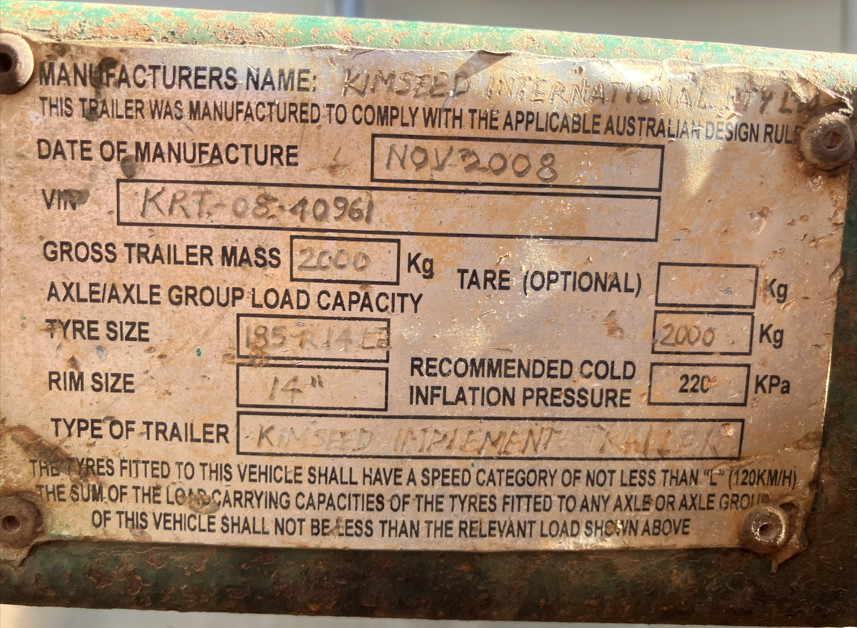 MANUFACTURERS NAME: KIMSEED INTERNATIONAL PTY LTD
THIS TRAILER WAS MANUFACTURED TO COMPLY WITH THE APPLICABLE AUSTRALIAN DESIGN RULE
DATE OF MANUFACTURE NOV 2008
VIN KRT-08-40961
GROSS TRAILER MASS 2000 Kg TARE (OPTIONAL) Kg
AXLE/AXLE GROUP LOAD CAPACITY 2000 Kg
TYRE SIZE 185 R14
RIM SIZE 14" RECOMMENDED COLD INFLATION PRESSURE 220 KPa
TYPE OF TRAILER KIMSEED IMPLEMENT TRAILER
THE TYRES FITTED TO THIS VEHICLE SHALL HAVE A SPEED CATEGORY OF NOT LESS THAN "L" (120KM/H)
THE SUM OF THE LOAD CARRYING CAPACITIES OF THE TYRES FITTED TO ANY AXLE OR AXLE GROUP
OF THIS VEHICLE SHALL NOT BE LESS THAN THE RELEVANT LOAD SHOWN ABOVE